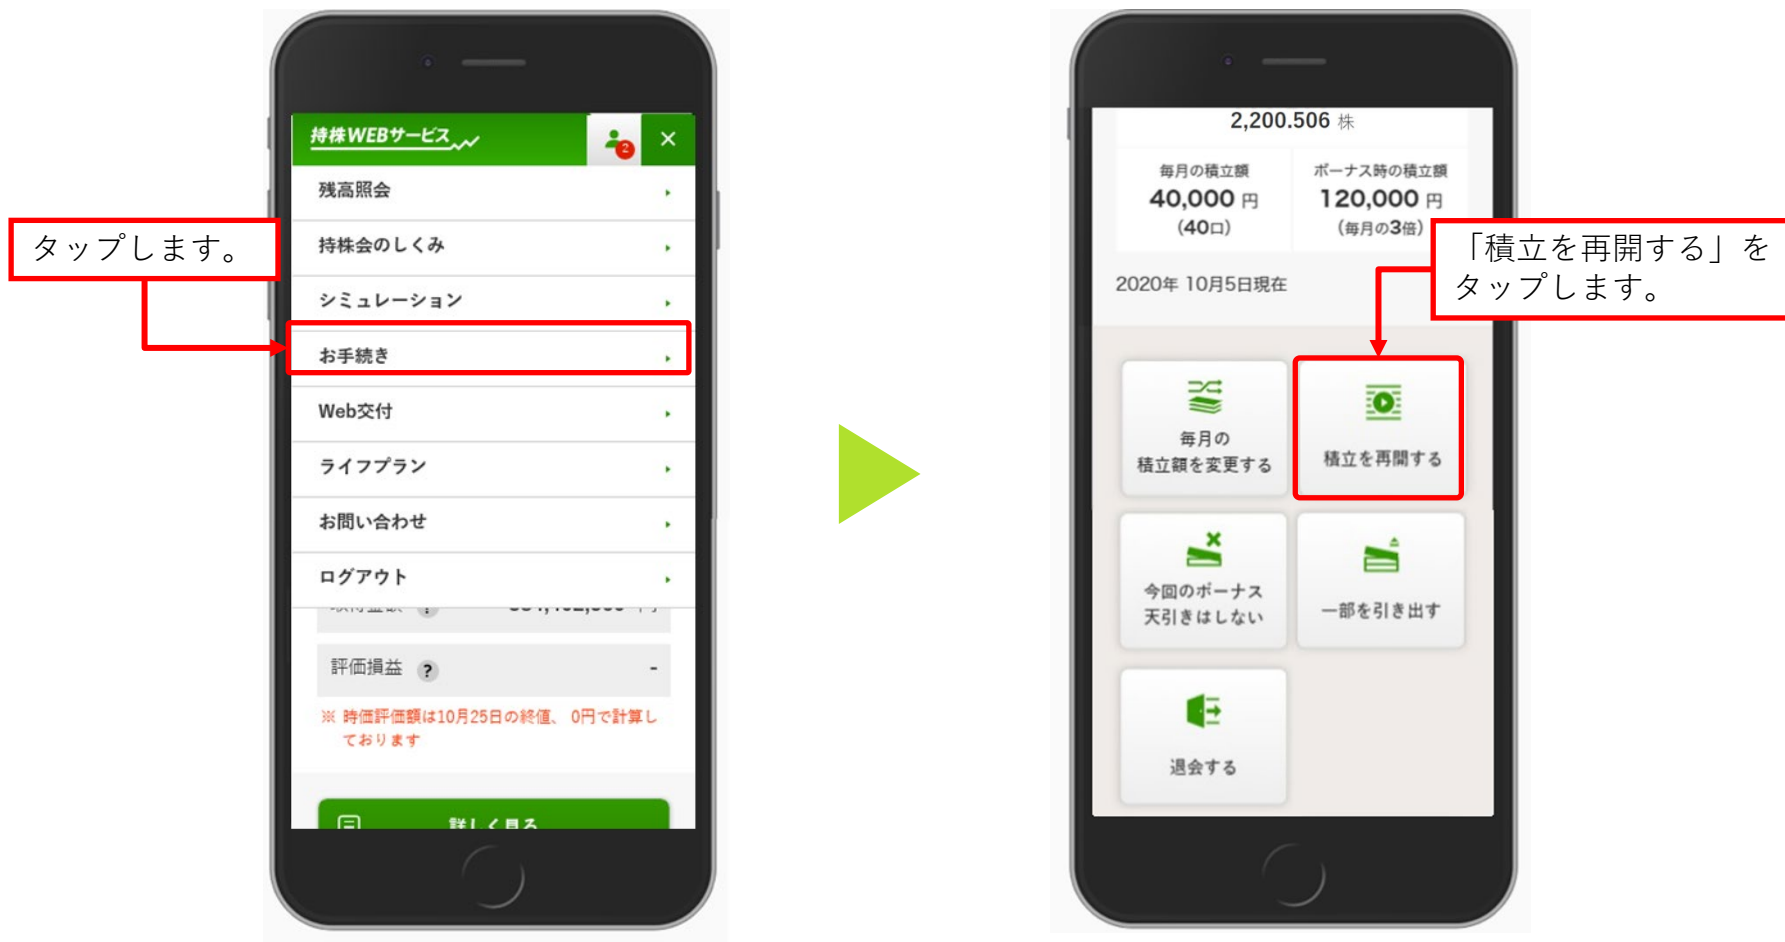 タップします。
持株WEBサービス
2
×
残高照会
持株会のしくみ
シミュレーション
お手続き
Web交付
ライフプラン
お問い合わせ
ログアウト
評価損益 ?
-
※ 時価評価額は10月25日の終値、 0円で計算し
ております
詳しく見る
2,200.506 株
毎月の積立額
40,000 円
(40口)
ボーナス時の積立額
120,000 円
(毎月の3倍)
2020年 10月5日現在
「積立を再開する」を
タップします。
毎月の
積立額を変更する
積立を再開する
今回のボーナス
天引きはしない
一部を引き出す
退会する